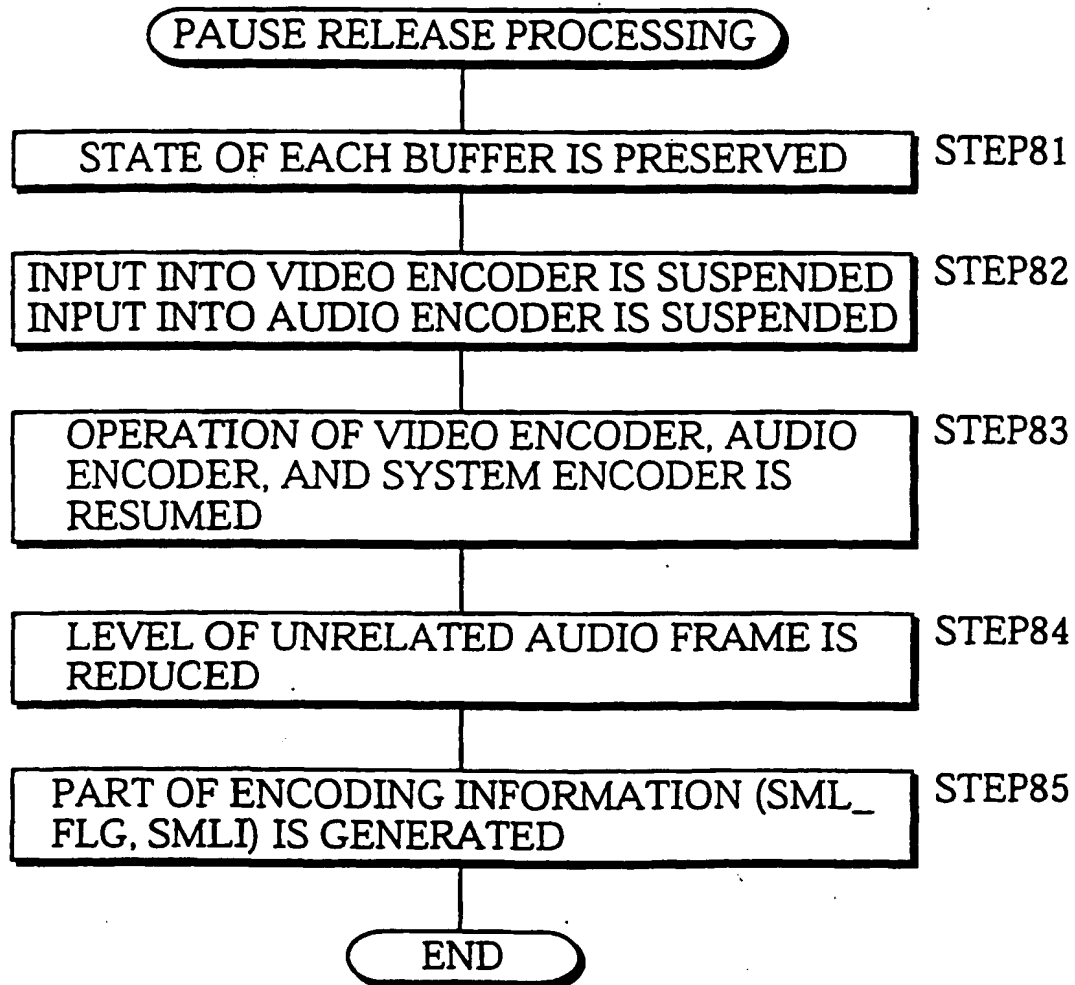 PAUSE RELEASE PROCESSING
STATE OF EACH BUFFER IS PRESERVED
STEP81
INPUT INTO VIDEO ENCODER IS SUSPENDED
INPUT INTO AUDIO ENCODER IS SUSPENDED
STEP82
OPERATION OF VIDEO ENCODER, AUDIO
ENCODER, AND SYSTEM ENCODER IS
RESUMED
STEP83
LEVEL OF UNRELATED AUDIO FRAME IS
REDUCED
STEP84
PART OF ENCODING INFORMATION (SML_
FLG, SMLI) IS GENERATED
STEP85
END